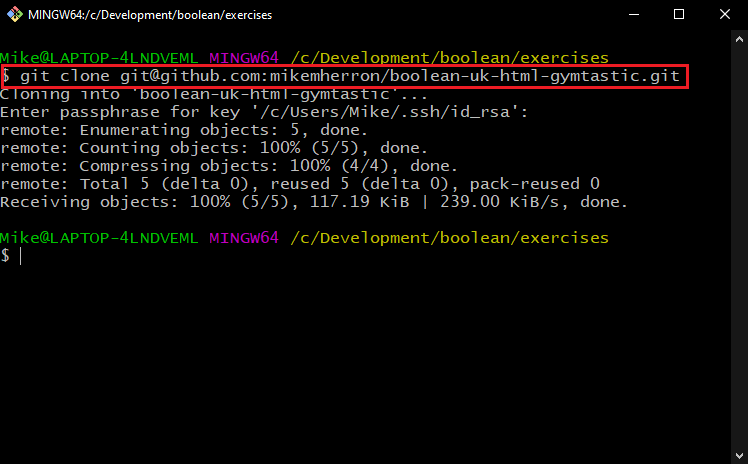 MINGW64:/c/Development/boolean/exercises
Mike@LAPTOP-4LNDVEML MINGW64 /c/Development/boolean/exercises
$ git clone git@github.com:mikemherron/boolean-uk-html-gymtastic.git
Cloning into 'boolean-uk-html-gymtastic'...
Enter passphrase for key '/c/Users/Mike/.ssh/id_rsa':
remote: Enumerating objects: 5, done.
remote: Counting objects: 100% (5/5), done.
remote: Compressing objects: 100% (4/4), done.
remote: Total 5 (delta 0), reused 5 (delta 0), pack-reused 0
Receiving objects: 100% (5/5), 117.19 KiB | 239.00 KiB/s, done.
Mike@LAPTOP-4LNDVEML MINGW64 /c/Development/boolean/exercises
$